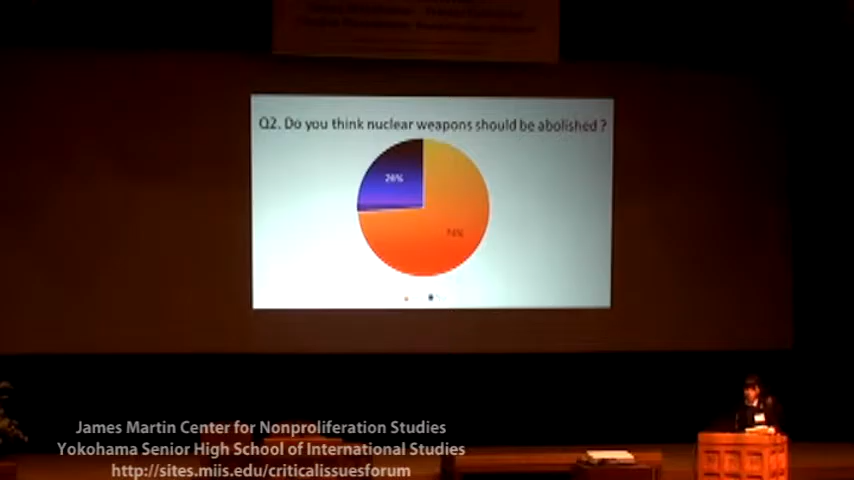 Q2. Do you think nuclear weapons should be abolished ?
26%
74%
James Martin Center for Nonproliferation Studies
Yokohama Senior High School of International Studies
http://sites.miis.edu/criticalissuesforum